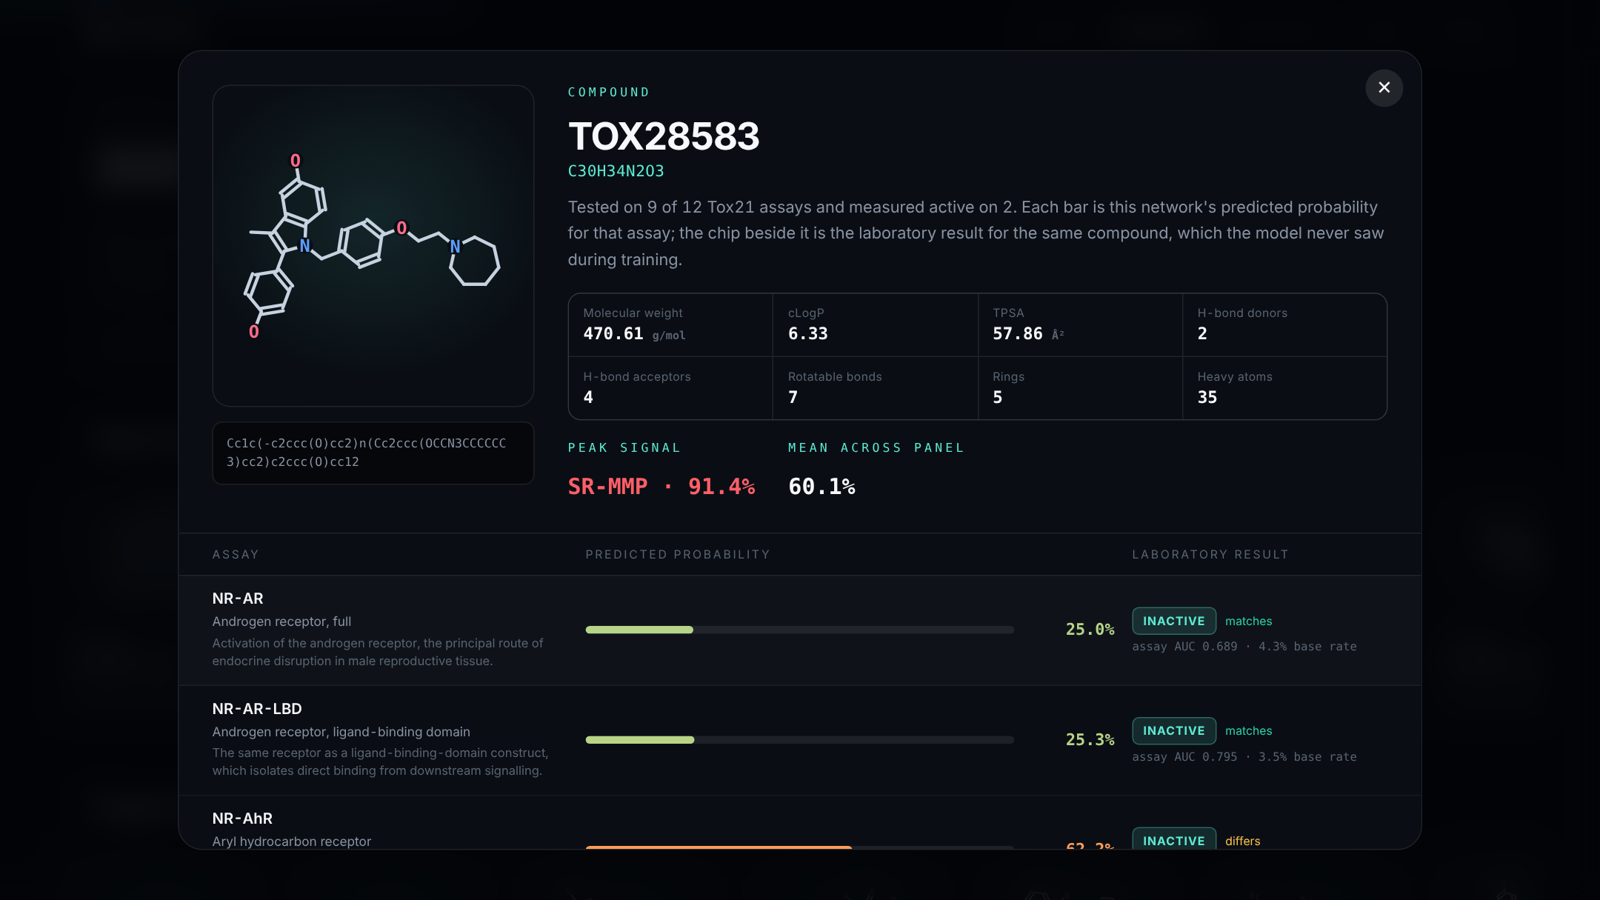 COMPOUND
TOX28583
C30H34N2O3
Tested on 9 of 12 Tox21 assays and measured active on 2. Each bar is this network's predicted probability
for that assay; the chip beside it is the laboratory result for the same compound, which the model never saw
during training.
O
N
O
N
O
Molecular weight
470.61 g/mol
cLogP
6.33
TPSA
57.86 Å²
H-bond donors
2
H-bond acceptors
4
Rotatable bonds
7
Rings
5
Heavy atoms
35
Cc1c(-c2ccc(O)cc2)n(Cc2ccc(OCCN3CCCCCC
3)cc2)c2ccc(O)cc12
PEAK SIGNAL
SR-MMP · 91.4%
MEAN ACROSS PANEL
60.1%
ASSAY PREDICTED PROBABILITY LABORATORY RESULT
NR-AR
Androgen receptor, full
Activation of the androgen receptor, the principal route of
endocrine disruption in male reproductive tissue.
25.0%
INACTIVE matches
assay AUC 0.689 · 4.3% base rate
NR-AR-LBD
Androgen receptor, ligand-binding domain
The same receptor as a ligand-binding-domain construct,
which isolates direct binding from downstream signalling.
25.3%
INACTIVE matches
assay AUC 0.795 · 3.5% base rate
NR-AhR
Aryl hydrocarbon receptor
62.2%
INACTIVE differs